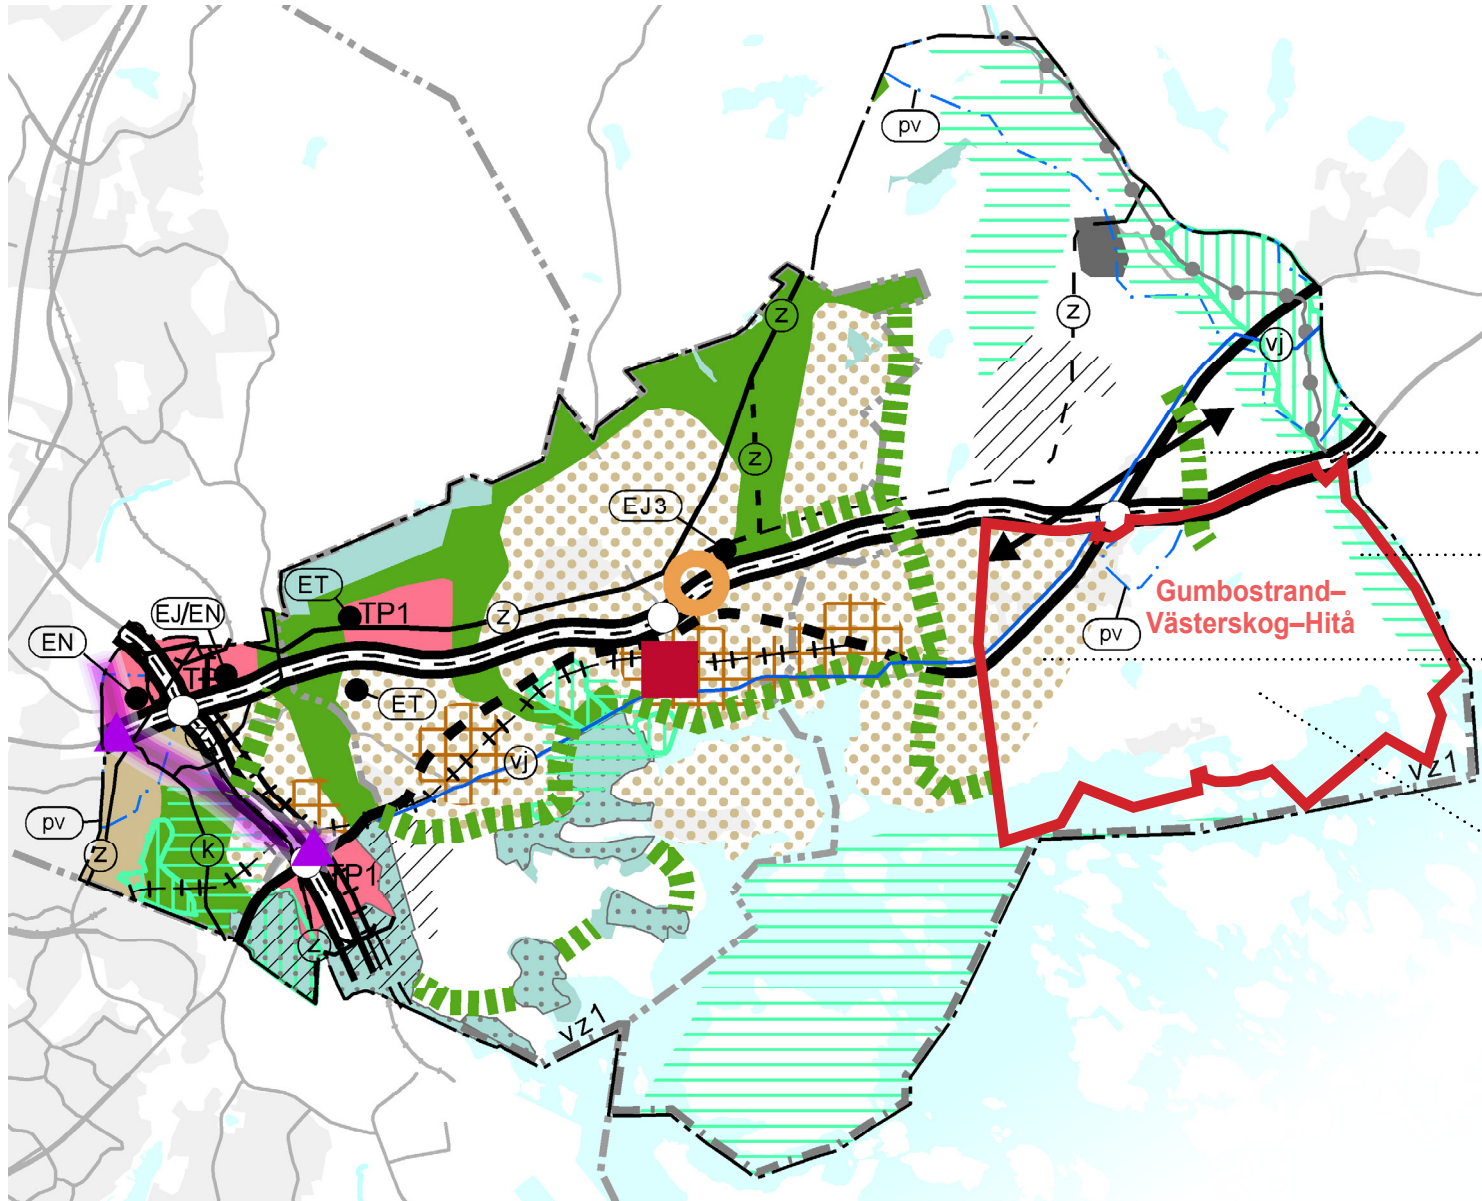 pv
z
z
vj
z
EJ3
ET
TP1
z
EJ/EN
EN
ET
z
vj
pv
z
k
TP1
z
vz1
pv
Gumbostrand–
Västerskog–Hitå
vz1